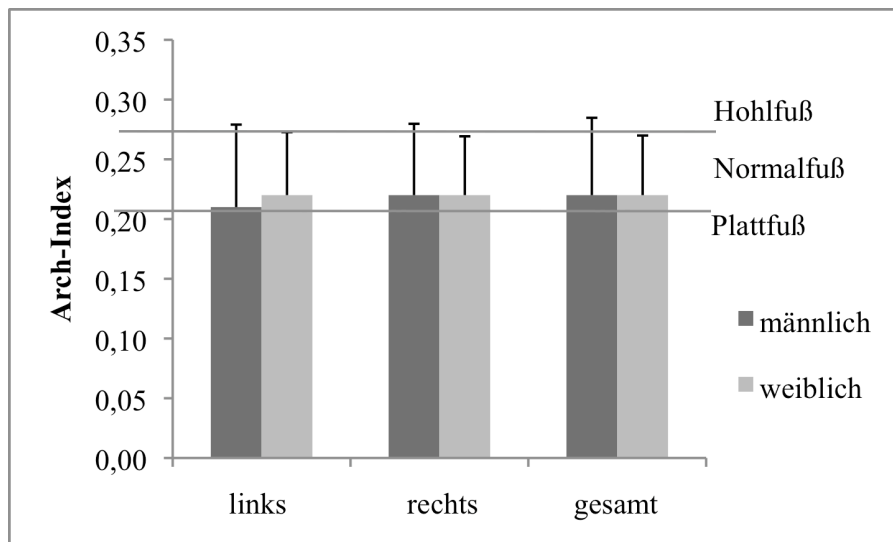 0,35
0,30
0,25
0,20
0,15
0,10
0,05
0,00
Arch-Index
Hohlfuß
Normalfuß
Plattfuß
männlich
weiblich
links
rechts
gesamt